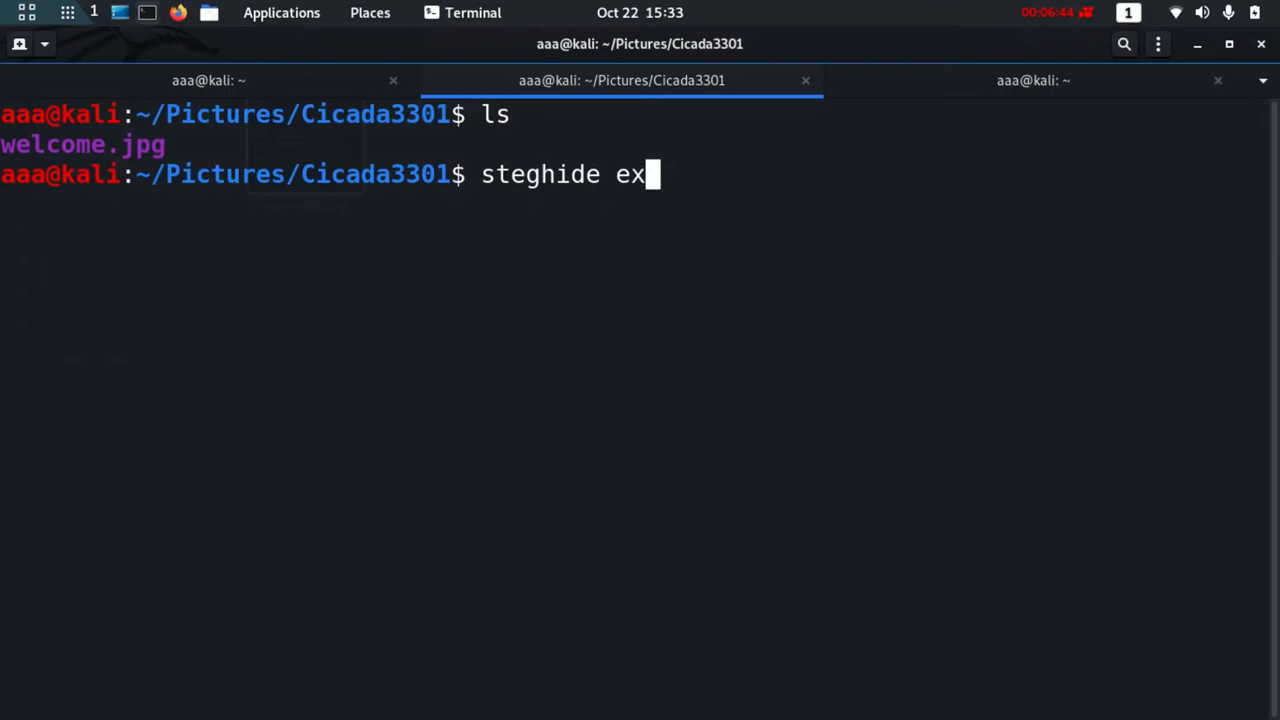 1 Applications Places Terminal Oct 22 15:33 00:06:44 1
aaa@kali: ~/Pictures/Cicada3301
aaa@kali: ~ aaa@kali: ~/Pictures/Cicada3301 aaa@kali: ~
aaa@kali:~/Pictures/Cicada3301$ ls
welcome.jpg
aaa@kali:~/Pictures/Cicada3301$ steghide ex